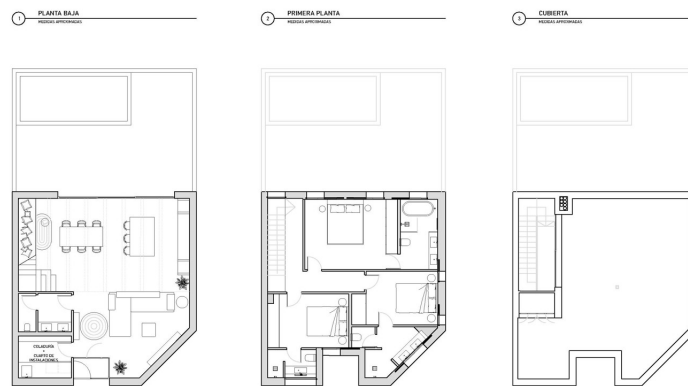 1
PLANTA BAJA
MEDIDAS APROXIMADAS
2
PRIMERA PLANTA
MEDIDAS APROXIMADAS
3
CUBIERTA
MEDIDAS APROXIMADAS
COLADURÍA
+
CUARTO DE
INSTALACIONES